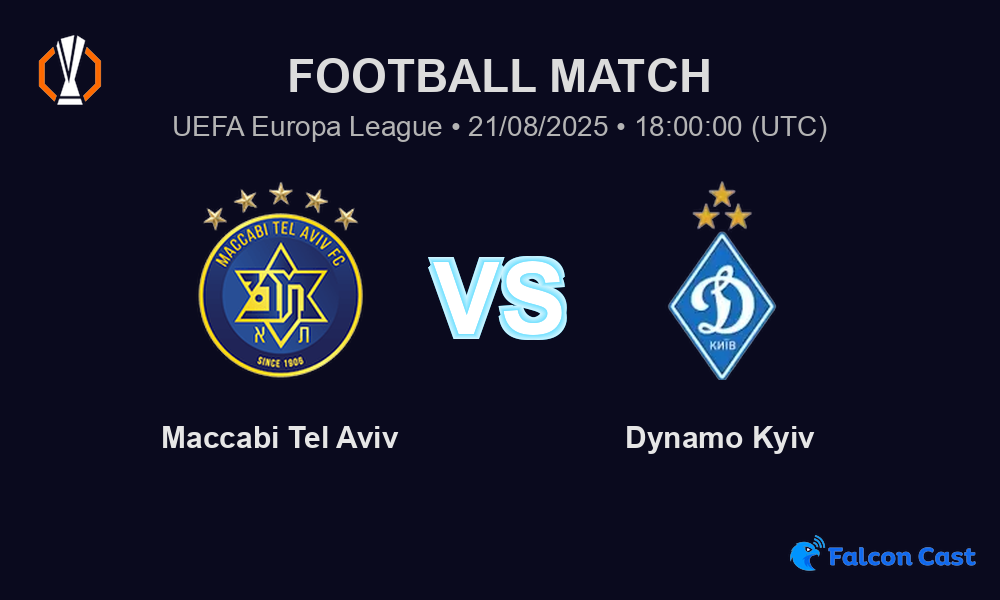 FOOTBALL MATCH
UEFA Europa League • 21/08/2025 • 18:00:00 (UTC)
MACCABI TEL AVIV FC
א ת
SINCE 1906
VS
Д
КИЇВ
Maccabi Tel Aviv
Dynamo Kyiv
Falcon Cast